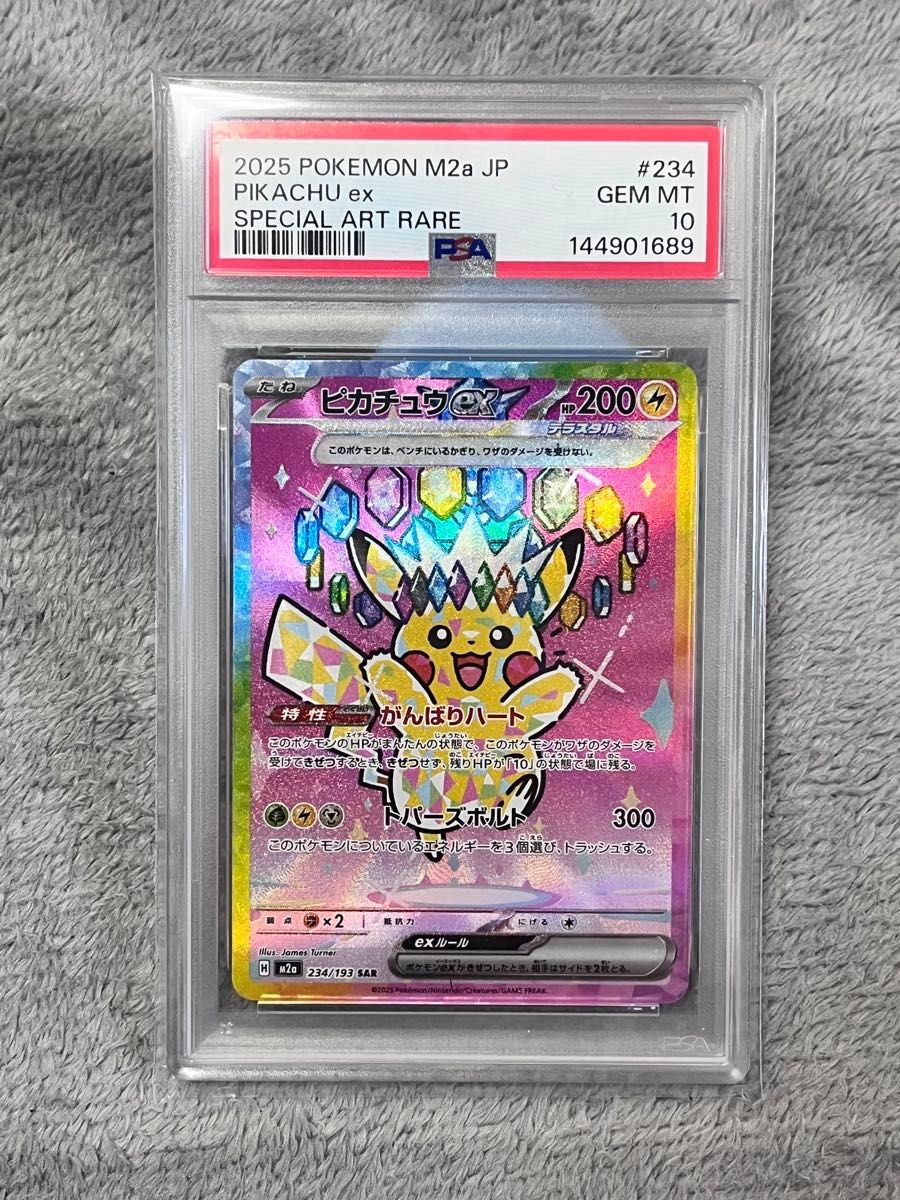 2025 POKEMON M2a JP #234
PIKACHU ex GEM MT
SPECIAL ART RARE 10
PSA 144901689
たね ピカチュウex HP200
テラスタル
このポケモンは、ベンチにいるかぎり、ワザのダメージを受けない。
特性 がんばりハート
このポケモンのHPがまんたんの状態で、このポケモンがワザのダメージを
受けてきぜつするとき、きぜつせず、残りHPが「10」の状態で場に残る。
トパーズボルト 300
このポケモンについているエネルギーを3個選び、トラッシュする。
弱点 ×2 抵抗力 にげる
exルール
ポケモンexがきぜつしたとき、相手はサイドを2枚とる。
Illus. James Turner
H M2a 234/193 SAR
©2025 Pokémon/Nintendo/Creatures/GAME FREAK.
PSA